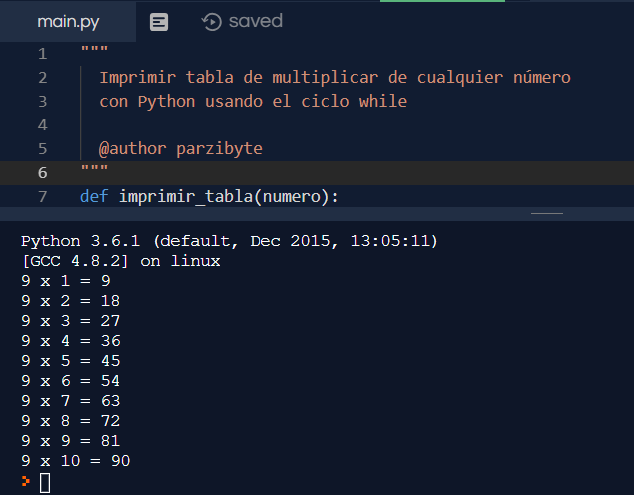 main.py saved
1 """
2 Imprimir tabla de multiplicar de cualquier número
3 con Python usando el ciclo while
4
5 @author parzibyte
6 """
7 def imprimir_tabla(numero):
Python 3.6.1 (default, Dec 2015, 13:05:11)
[GCC 4.8.2] on linux
9 x 1 = 9
9 x 2 = 18
9 x 3 = 27
9 x 4 = 36
9 x 5 = 45
9 x 6 = 54
9 x 7 = 63
9 x 8 = 72
9 x 9 = 81
9 x 10 = 90